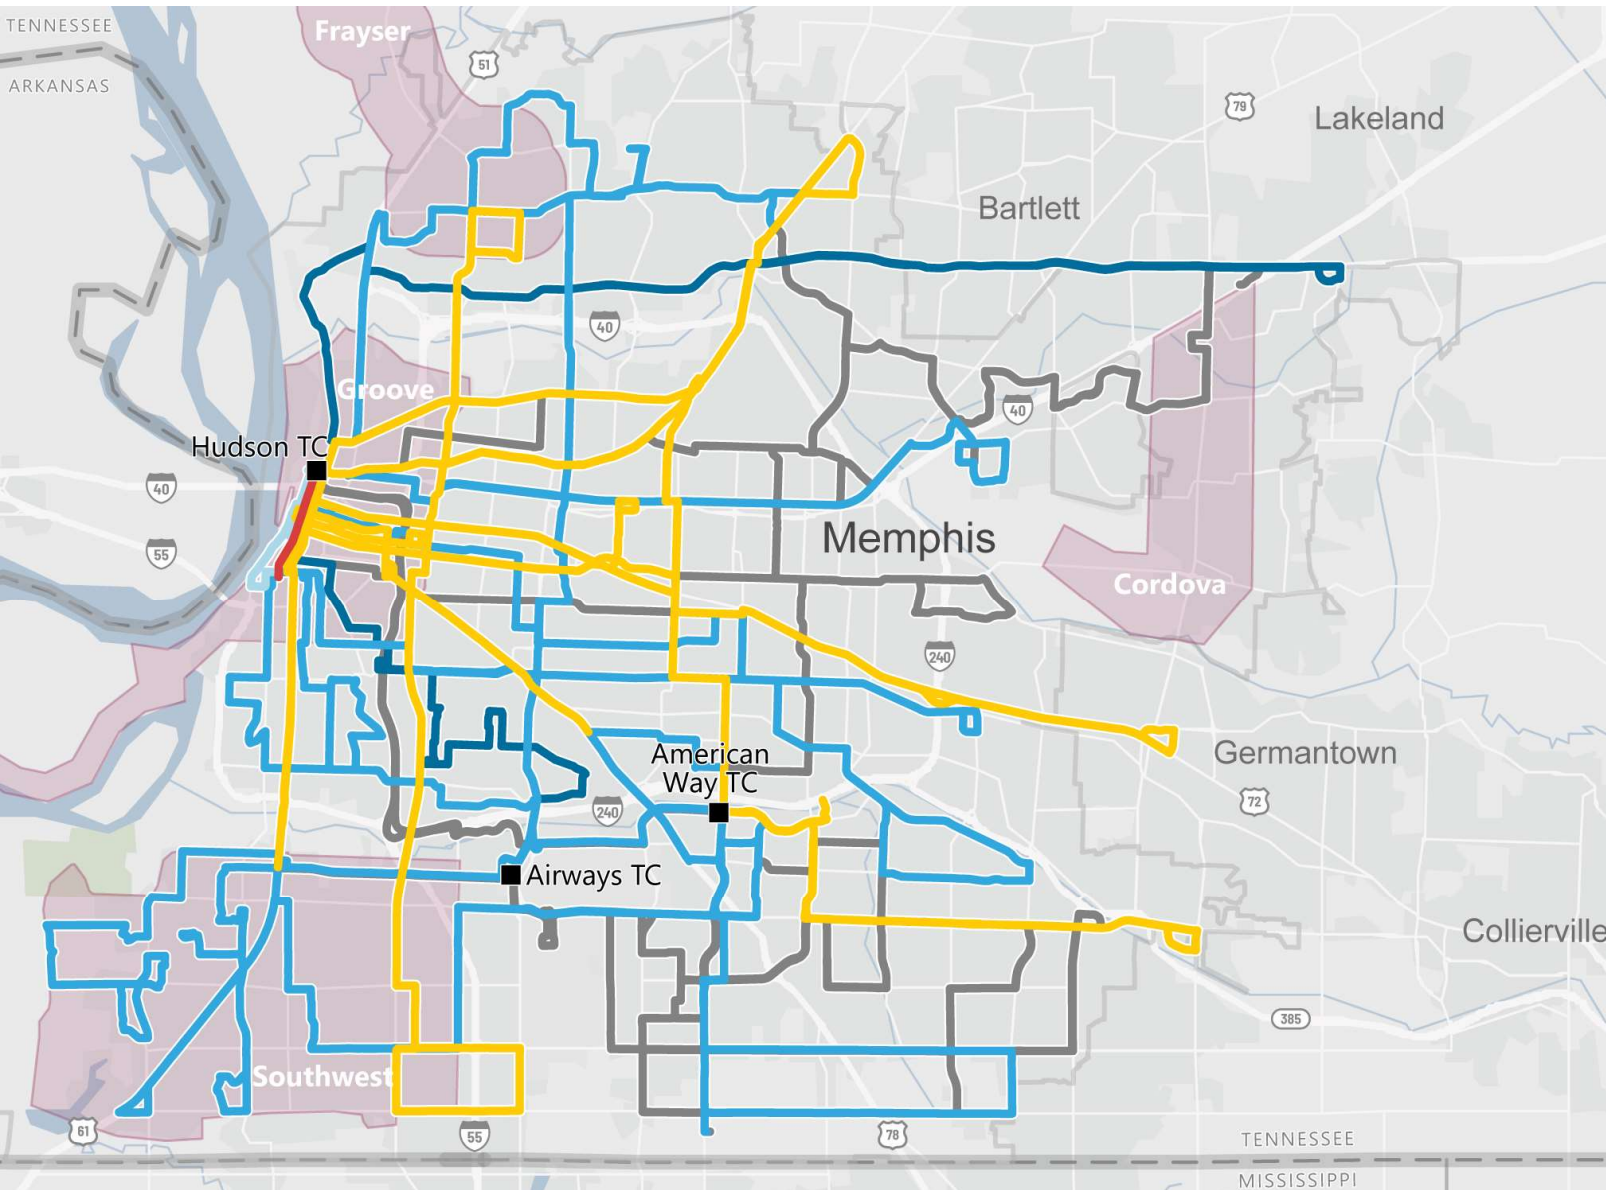 TENNESSEE
ARKANSAS
Frayser
51
79
Lakeland
Bartlett
40
Groove
40
Hudson TC
40
Memphis
55
Cordova
240
American
Way TC
Germantown
72
240
Airways TC
Collierville
385
Southwest
61
55
78
TENNESSEE
MISSISSIPPI